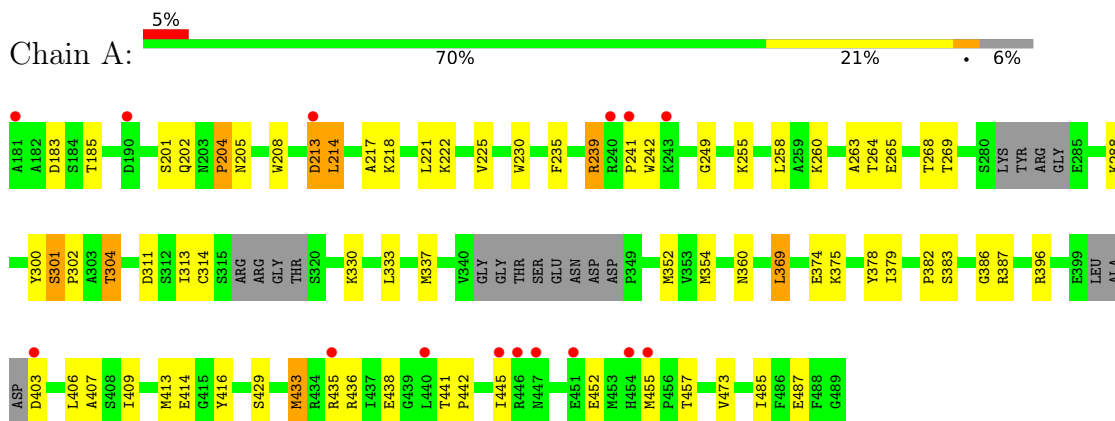 5%
Chain A:
70% 21% • 6%
A181 A182 D183 S184 T185 D190 S201 Q202 N203 P204 N205 W208 D213 L214 A217 K218 L221 K222 V225 W230 F235 R239 R240 P241 W242 K243 G249 K255 L258 A259 K260 A263 T264 E265 T268 T269 S280 LYS TYR ARG GLY E285 K288
Y300 S301 P302 A303 T304 D311 S312 I313 C314 S315 ARG ARG GLY THR S320 K330 L333 M337 V340 GLY GLY THR SER GLU ASN ASP ASP P349 M352 V353 M354 N360 L369 E374 K375 Y378 I379 P382 S383 G386 R387 R396 E399 LEU ALA
ASP D403 L406 A407 S408 I409 M413 E414 G415 Y416 S429 M433 R434 R435 R436 I437 E438 G439 L440 T441 P442 I445 R446 N447 E451 E452 M453 H454 M455 P456 T457 V473 I485 F486 E487 F488 G489